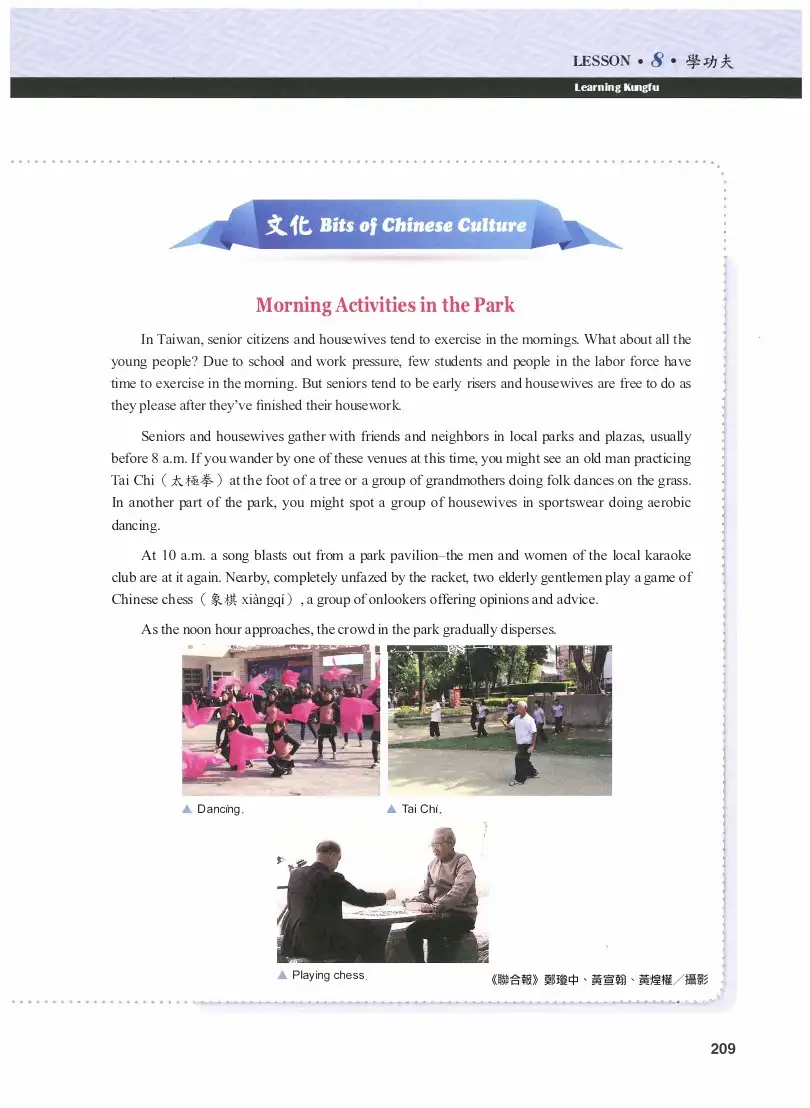 LESSON • 8 • 學功夫
Learning Kungfu
文化 Bits of Chinese Culture
Morning Activities in the Park
In Taiwan, senior citizens and housewives tend to exercise in the mornings. What about all the
young people? Due to school and work pressure, few students and people in the labor force have
time to exercise in the morning. But seniors tend to be early risers and housewives are free to do as
they please after they've finished their housework.
Seniors and housewives gather with friends and neighbors in local parks and plazas, usually
before 8 a.m. If you wander by one of these venues at this time, you might see an old man practicing
Tai Chi（太極拳）at the foot of a tree or a group of grandmothers doing folk dances on the grass.
In another part of the park, you might spot a group of housewives in sportswear doing aerobic
dancing.
At 10 a.m. a song blasts out from a park pavilion–the men and women of the local karaoke
club are at it again. Nearby, completely unfazed by the racket, two elderly gentlemen play a game of
Chinese chess（象棋 xiàngqí）, a group of onlookers offering opinions and advice.
As the noon hour approaches, the crowd in the park gradually disperses.
▲ Dancing.
▲ Tai Chi.
▲ Playing chess.
《聯合報》鄭瓊中、黃宣翰、黃煌權／攝影
209